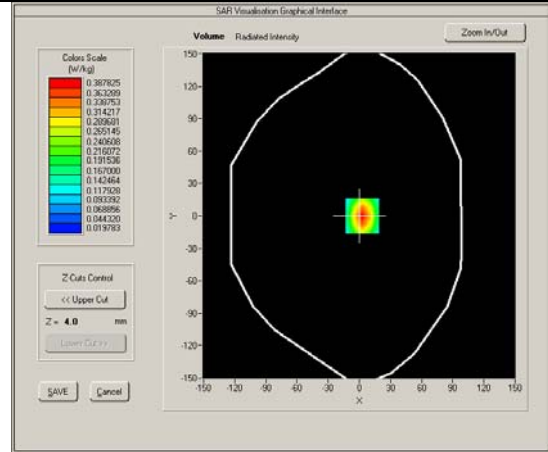 SAR Visualisation Graphical Interface
Volume Radiated Intensity
Zoom In/Out
Colors Scale
(W/kg)
0.387825
0.363289
0.338753
0.314217
0.289681
0.265145
0.240608
0.216072
0.191536
0.167000
0.142464
0.117928
0.093392
0.068856
0.044320
0.019783
Z-Cuts Control
<< Upper Cut
Z = 4.0 mm
Lower Cut >>
SAVE Cancel
150-
120-
90-
60-
30-
0-
-30-
-60-
-90-
-120-
-150-
Y
-150 -120 -90 -60 -30 0 30 60 90 120 150
X